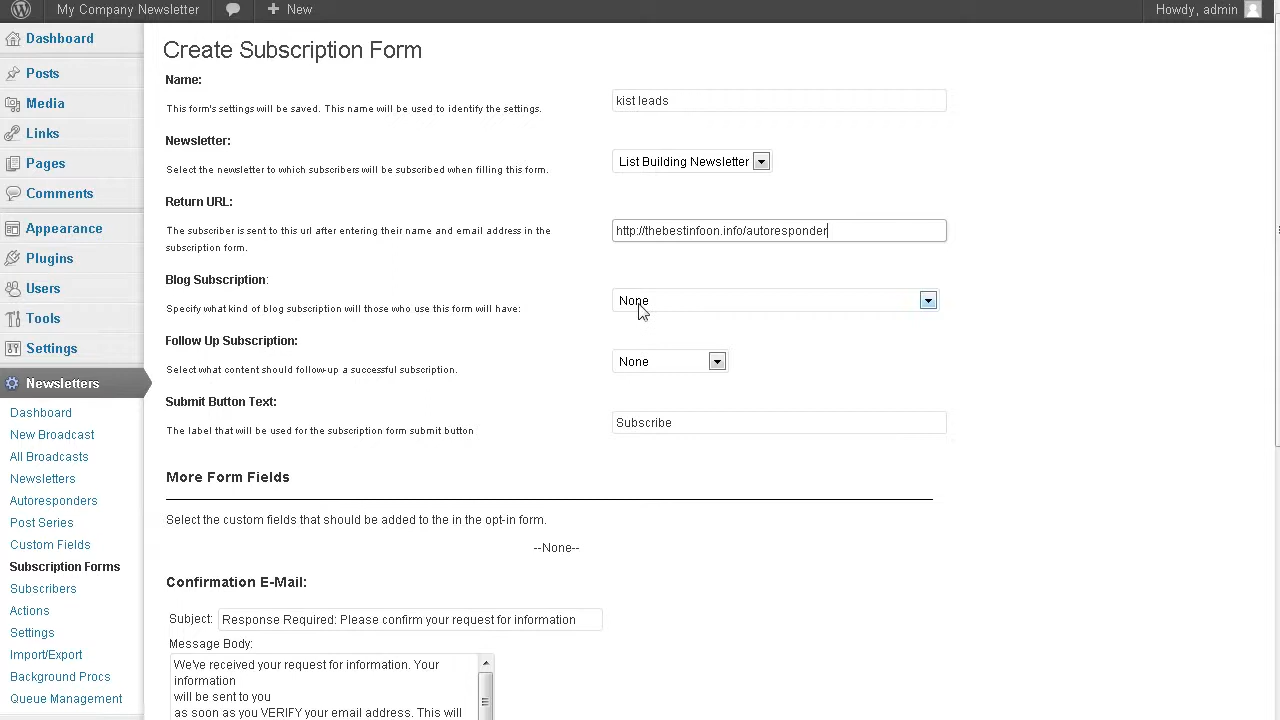 My Company Newsletter
New
Howdy, admin
Dashboard
Posts
Media
Links
Pages
Comments
Appearance
Plugins
Users
Tools
Settings
Newsletters
Dashboard
New Broadcast
All Broadcasts
Newsletters
Autoresponders
Post Series
Custom Fields
Subscription Forms
Subscribers
Actions
Settings
Import/Export
Background Procs
Queue Management
Create Subscription Form
Name:
This form's settings will be saved. This name will be used to identify the settings.
kist leads
Newsletter:
Select the newsletter to which subscribers will be subscribed when filling this form.
List Building Newsletter
Return URL:
The subscriber is sent to this url after entering their name and email address in the
subscription form.
http://thebestinfoon.info/autoresponder
Blog Subscription:
Specify what kind of blog subscription will those who use this form will have:
None
Follow Up Subscription:
Select what content should follow-up a successful subscription.
None
Submit Button Text:
The label that will be used for the subscription form submit button
Subscribe
More Form Fields
Select the custom fields that should be added to the in the opt-in form.
--None--
Confirmation E-Mail:
Subject: Response Required: Please confirm your request for information
Message Body:
We've received your request for information. Your
information
will be sent to you
as soon as you VERIFY your email address. This will